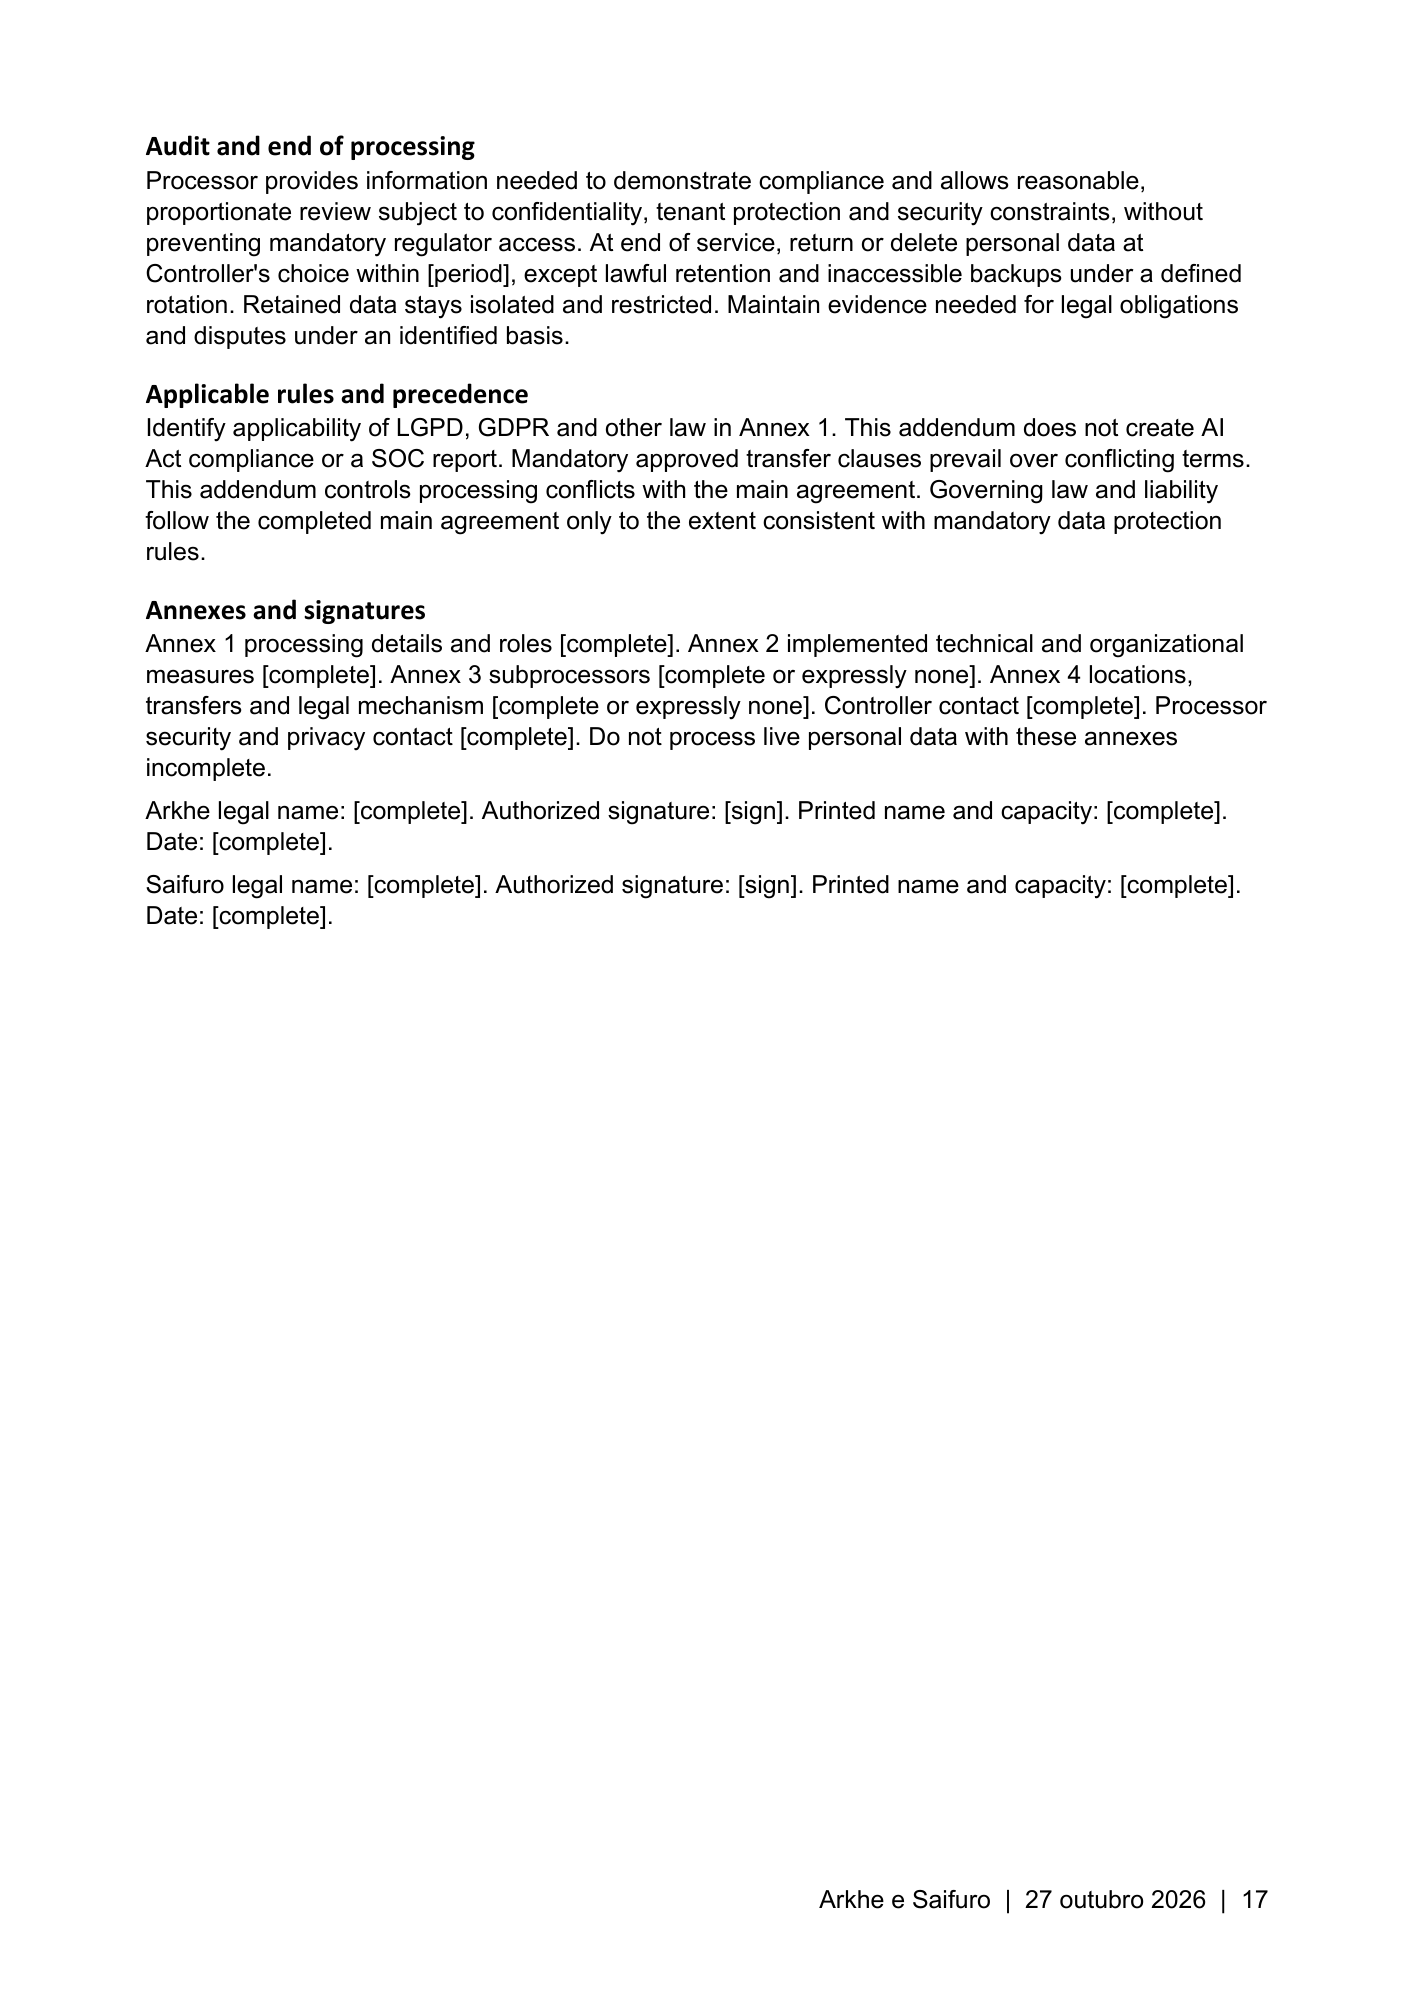 Audit and end of processing
Processor provides information needed to demonstrate compliance and allows reasonable,
proportionate review subject to confidentiality, tenant protection and security constraints, without
preventing mandatory regulator access. At end of service, return or delete personal data at
Controller's choice within [period], except lawful retention and inaccessible backups under a defined
rotation. Retained data stays isolated and restricted. Maintain evidence needed for legal obligations
and disputes under an identified basis.
Applicable rules and precedence
Identify applicability of LGPD, GDPR and other law in Annex 1. This addendum does not create AI
Act compliance or a SOC report. Mandatory approved transfer clauses prevail over conflicting terms.
This addendum controls processing conflicts with the main agreement. Governing law and liability
follow the completed main agreement only to the extent consistent with mandatory data protection
rules.
Annexes and signatures
Annex 1 processing details and roles [complete]. Annex 2 implemented technical and organizational
measures [complete]. Annex 3 subprocessors [complete or expressly none]. Annex 4 locations,
transfers and legal mechanism [complete or expressly none]. Controller contact [complete]. Processor
security and privacy contact [complete]. Do not process live personal data with these annexes
incomplete.
Arkhe legal name: [complete]. Authorized signature: [sign]. Printed name and capacity: [complete].
Date: [complete].
Saifuro legal name: [complete]. Authorized signature: [sign]. Printed name and capacity: [complete].
Date: [complete].
Arkhe e Saifuro | 27 outubro 2026 | 17